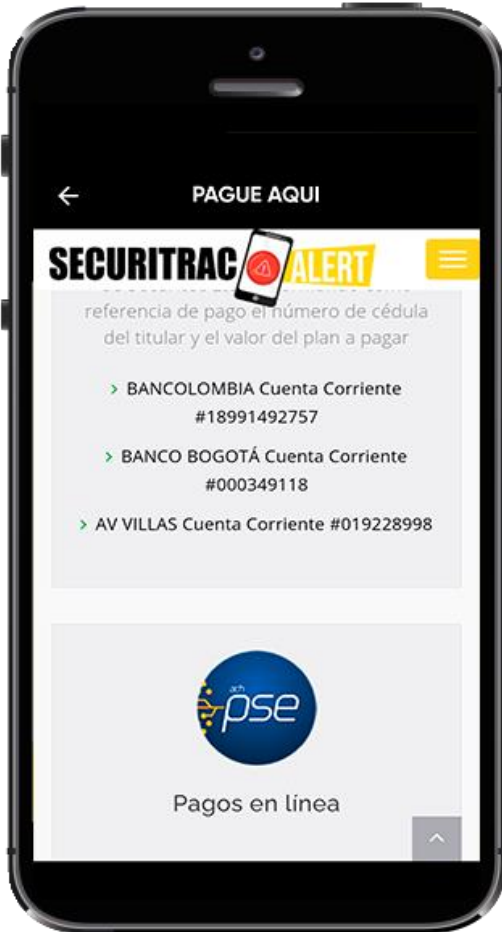 PAGUE AQUI
SECURITRAC ALERT
referencia de pago el número de cédula
del titular y el valor del plan a pagar
> BANCOLOMBIA Cuenta Corriente
#18991492757
> BANCO BOGOTÁ Cuenta Corriente
#000349118
> AV VILLAS Cuenta Corriente #019228998
ach
pse
Pagos en línea